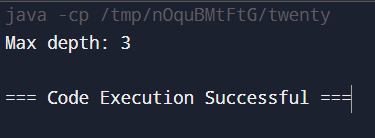 java -cp /tmp/nOquBMtFtG/twenty
Max depth: 3
=== Code Execution Successful ===